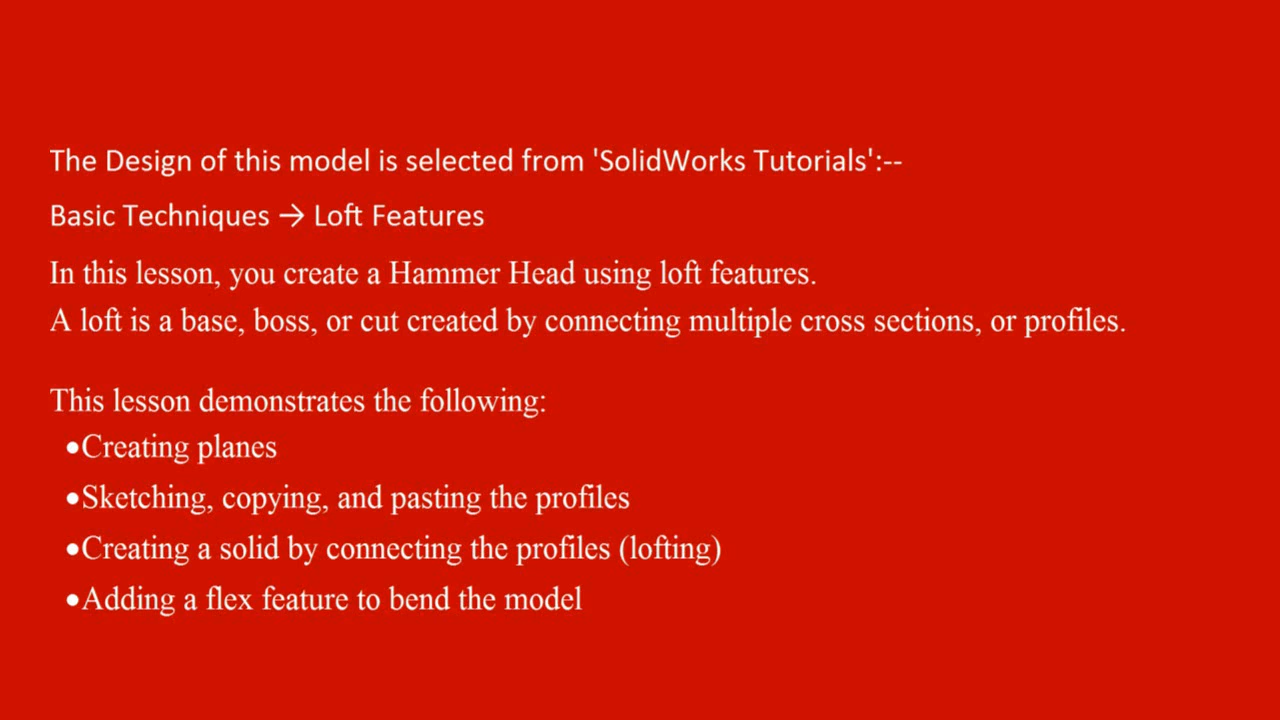 The Design of this model is selected from 'SolidWorks Tutorials':--
Basic Techniques → Loft Features
In this lesson, you create a Hammer Head using loft features.
A loft is a base, boss, or cut created by connecting multiple cross sections, or profiles.
This lesson demonstrates the following:
•Creating planes
•Sketching, copying, and pasting the profiles
•Creating a solid by connecting the profiles (lofting)
•Adding a flex feature to bend the model